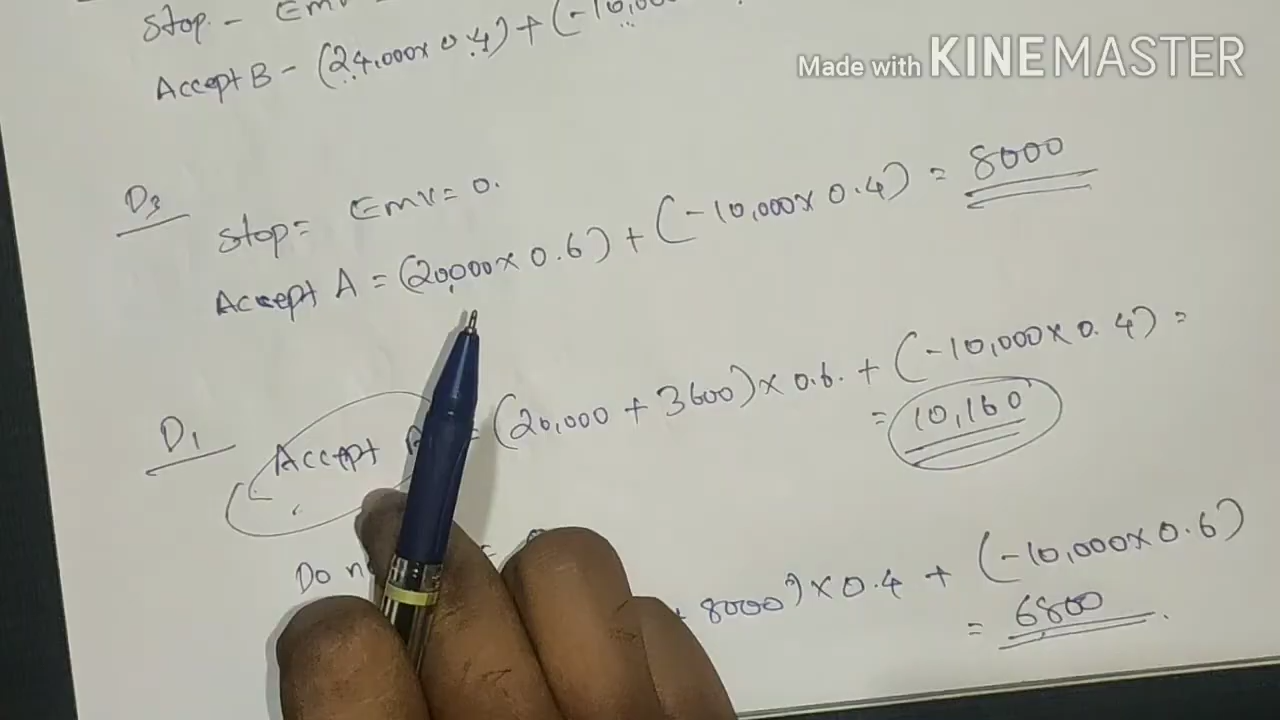 Stop - EMV
Made with KINEMASTER
Accept B - (24,000 x 0.4) + (-10,00
D3
Stop = EMV = 0.
Accept A = (20,000 x 0.6) + (-10,000 x 0.4) = 8000
D1
Accept = (20,000 + 3600) x 0.6. + (-10,000 x 0.4) =
= 10,160
Do = 8000) x 0.4 + (-10,000 x 0.6)
= 6800